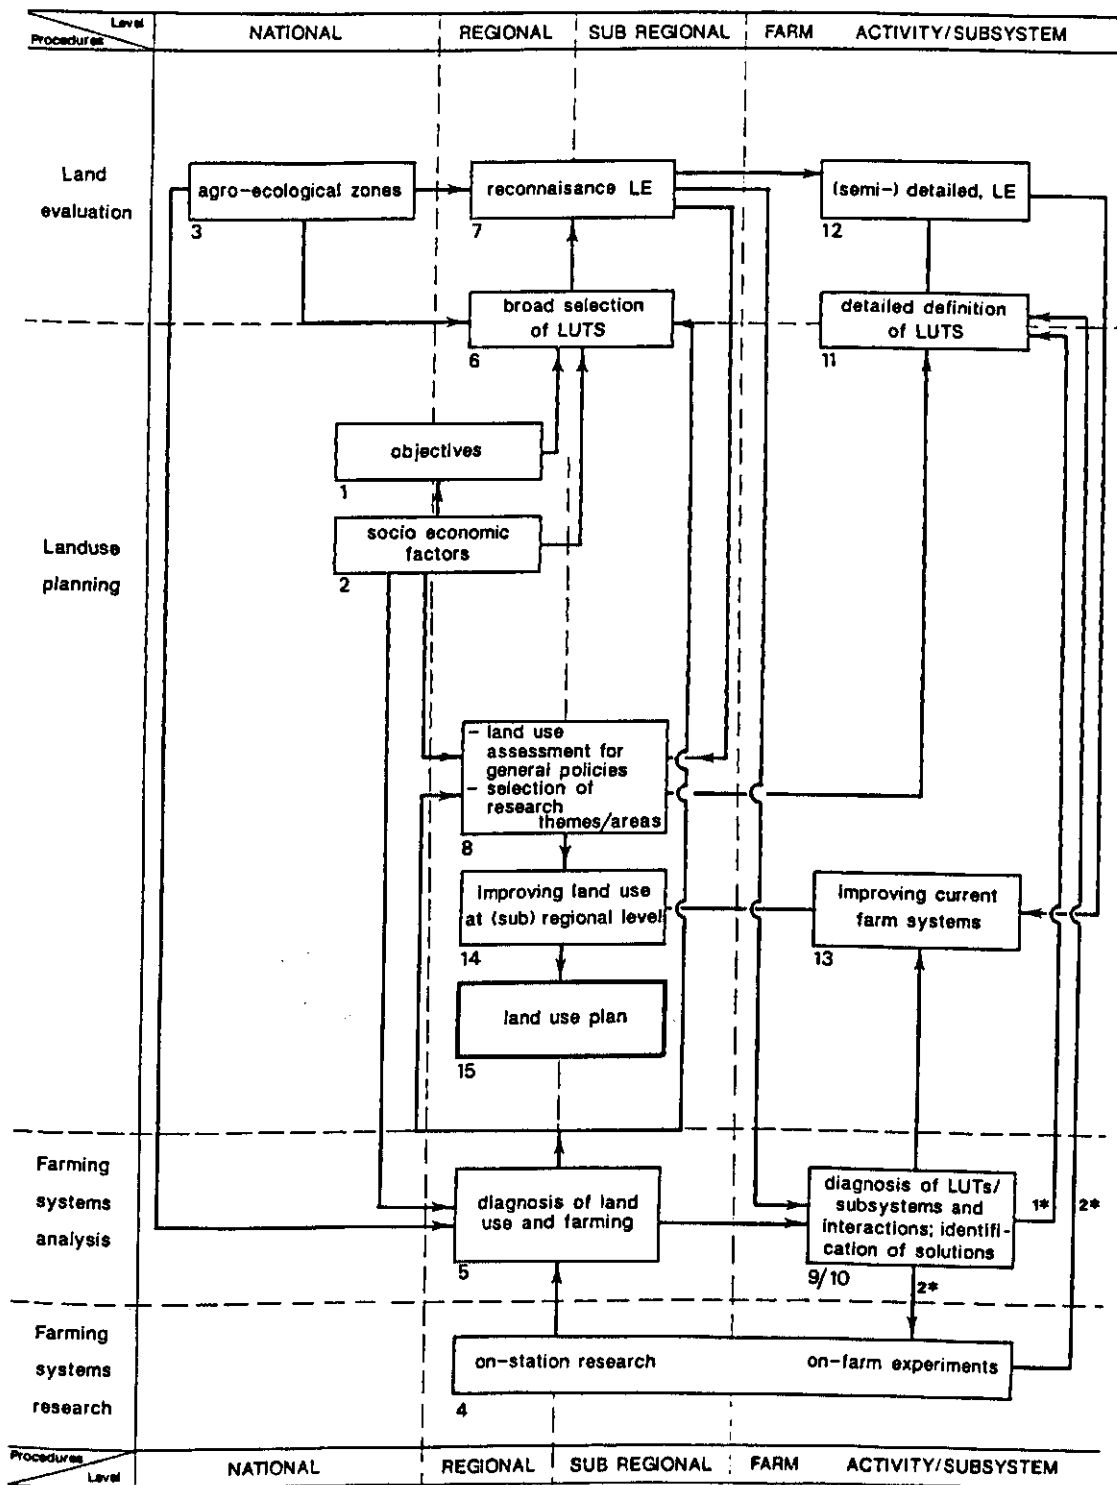 Level
Procedures
NATIONAL
REGIONAL
SUB REGIONAL
FARM
ACTIVITY/SUBSYSTEM
Land
evaluation
agro-ecological zones
3
reconnaisance LE
7
(semi-) detailed, LE
12
broad selection
of LUTS
6
detailed definition
of LUTS
11
Landuse
planning
objectives
1
socio economic
factors
2
- land use
assessment for
general policies
- selection of
research
themes/areas
8
Improving land use
at (sub) regional level
14
Improving current
farm systems
13
land use plan
15
Farming
systems
analysis
diagnosis of land
use and farming
5
diagnosis of LUTs/
subsystems and
interactions; identifi-
cation of solutions
9/10
1*
2*
2*
Farming
systems
research
on-station research
on-farm experiments
4
Procedures
Level
NATIONAL
REGIONAL
SUB REGIONAL
FARM
ACTIVITY/SUBSYSTEM